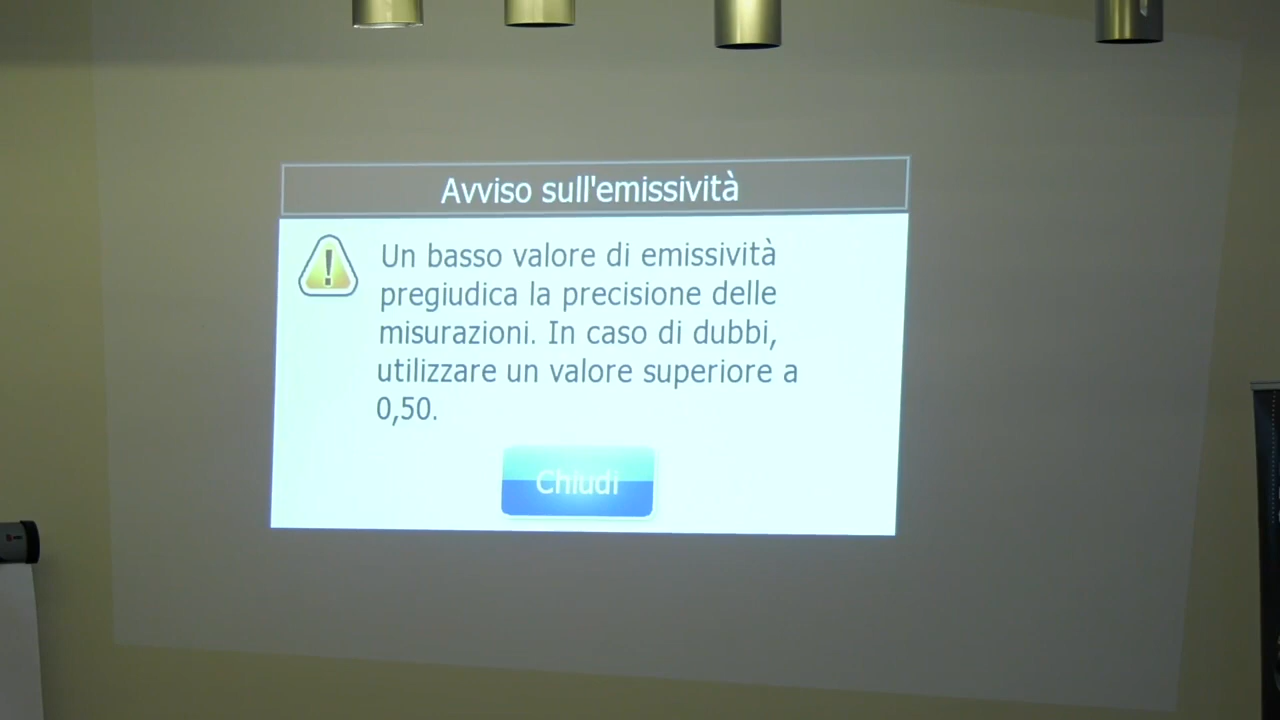 Avviso sull'emissività
Un basso valore di emissività
pregiudica la precisione delle
misurazioni. In caso di dubbi,
utilizzare un valore superiore a
0,50.
Chiudi